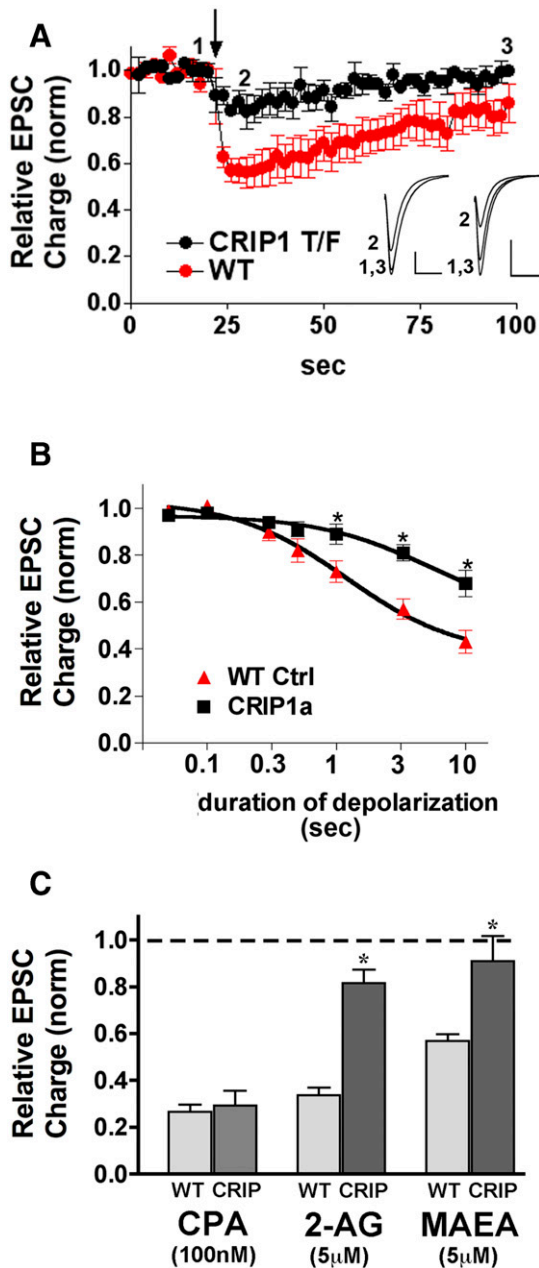 A
Relative EPSC
Charge (norm)
1.0
0.8
0.6
0.4
0.2
0.0
1
2
3
CRIP1 T/F
WT
2
1,3
2
1,3
0
25
50
75
100
sec
B
Relative EPSC
Charge (norm)
1.0
0.8
0.6
0.4
0.2
0.0
*
*
*
WT Ctrl
CRIP1a
0.1
0.3
1
3
10
duration of depolarization
(sec)
C
Relative EPSC
Charge (norm)
1.0
0.8
0.6
0.4
0.2
0.0
*
*
WT CRIP WT CRIP WT CRIP
CPA 2-AG MAEA
(100nM) (5μM) (5μM)